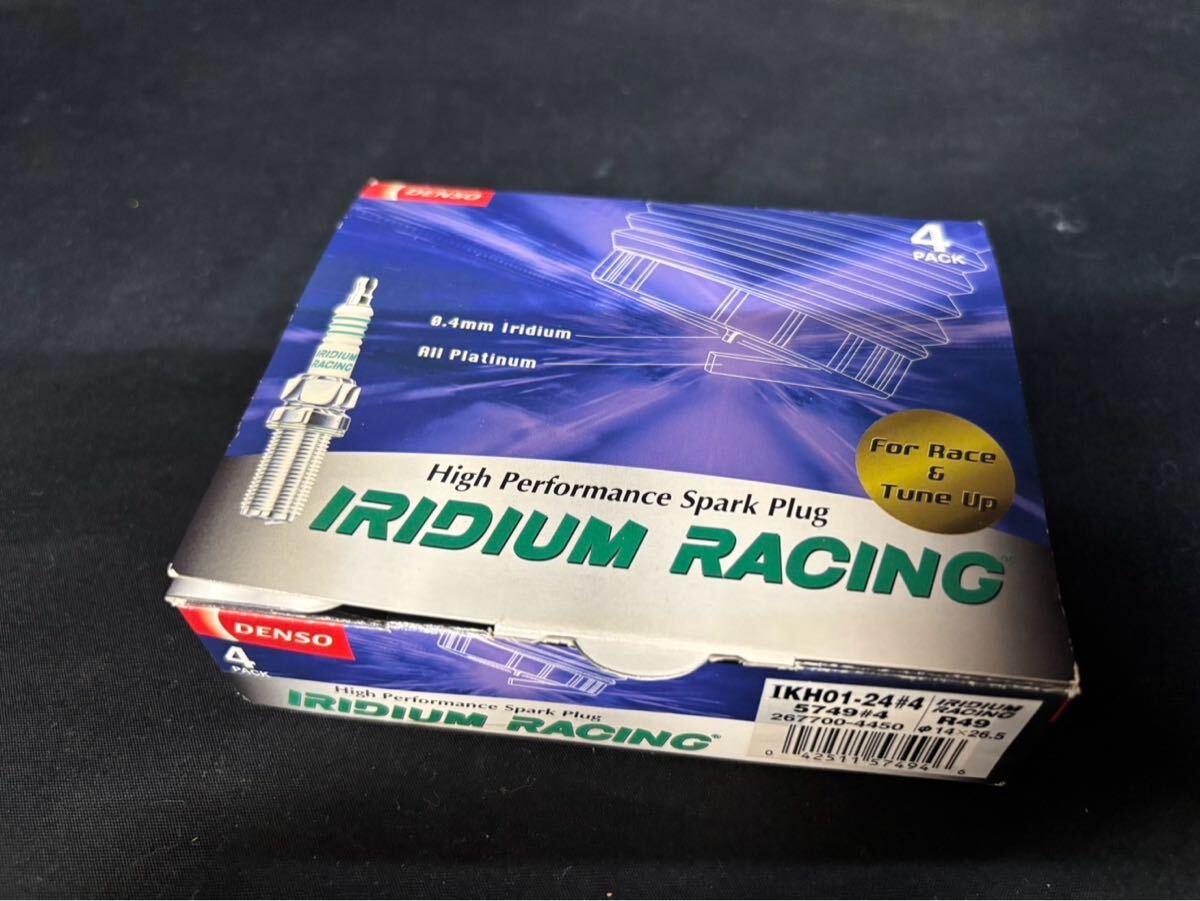 DENSO
4
PACK
0.4mm Iridium
All Platinum
IRIDIUM
RACING
For Race
&
Tune Up
High Performance Spark Plug
IRIDIUM RACING
DENSO
4
PACK
High Performance Spark Plug
IRIDIUM RACING®
IKH01-24#4
5749#4
267700-4450
IRIDIUM
RACING
R49
φ14×26.5
0 42511 57494 6